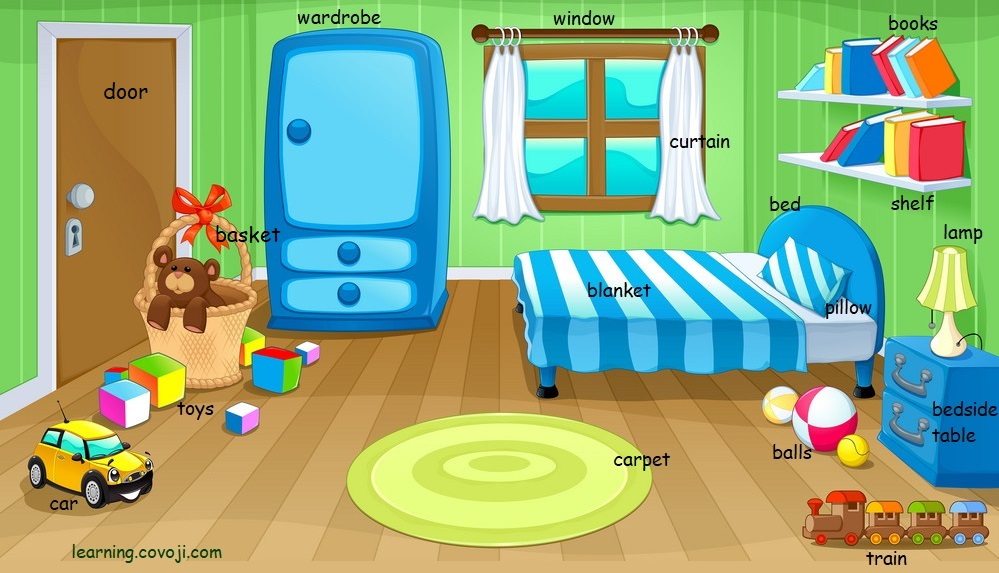 wardrobe
window
books
door
curtain
bed
shelf
basket
lamp
blanket
pillow
toys
bedside
table
balls
carpet
car
learning.covoji.com
train